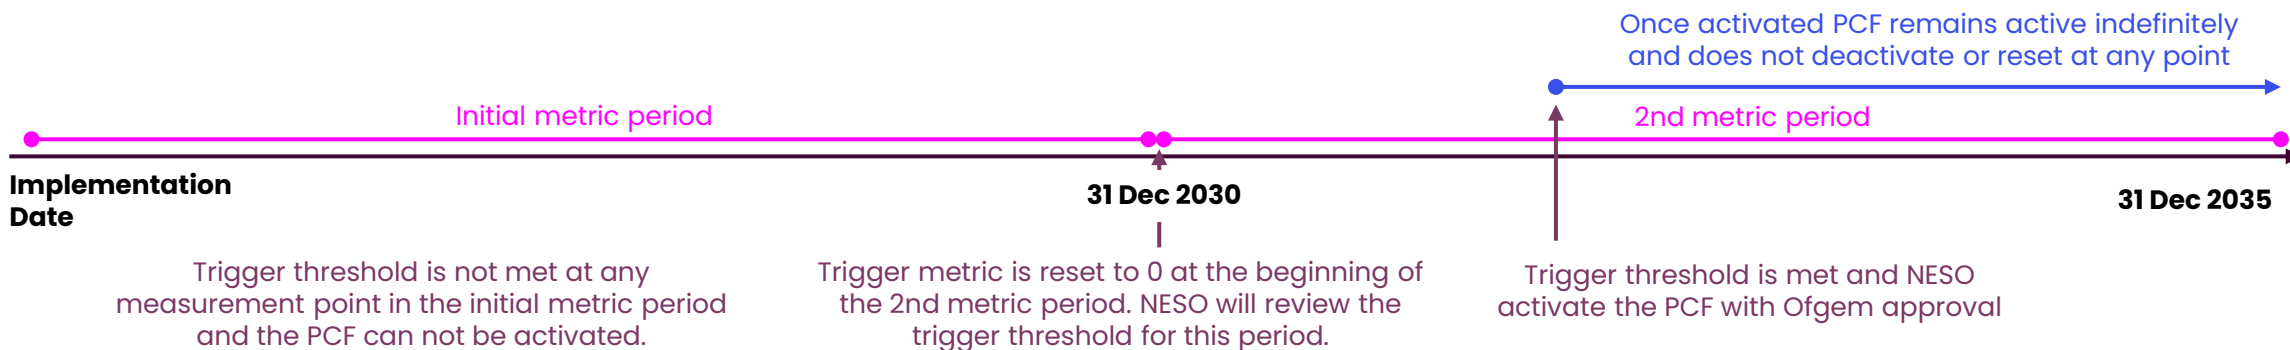 Once activated PCF remains active indefinitely
and does not deactivate or reset at any point
Initial metric period
2nd metric period
Implementation
Date
31 Dec 2030
31 Dec 2035
Trigger threshold is not met at any
measurement point in the initial metric period
and the PCF can not be activated.
Trigger metric is reset to 0 at the beginning of
the 2nd metric period. NESO will review the
trigger threshold for this period.
Trigger threshold is met and NESO
activate the PCF with Ofgem approval